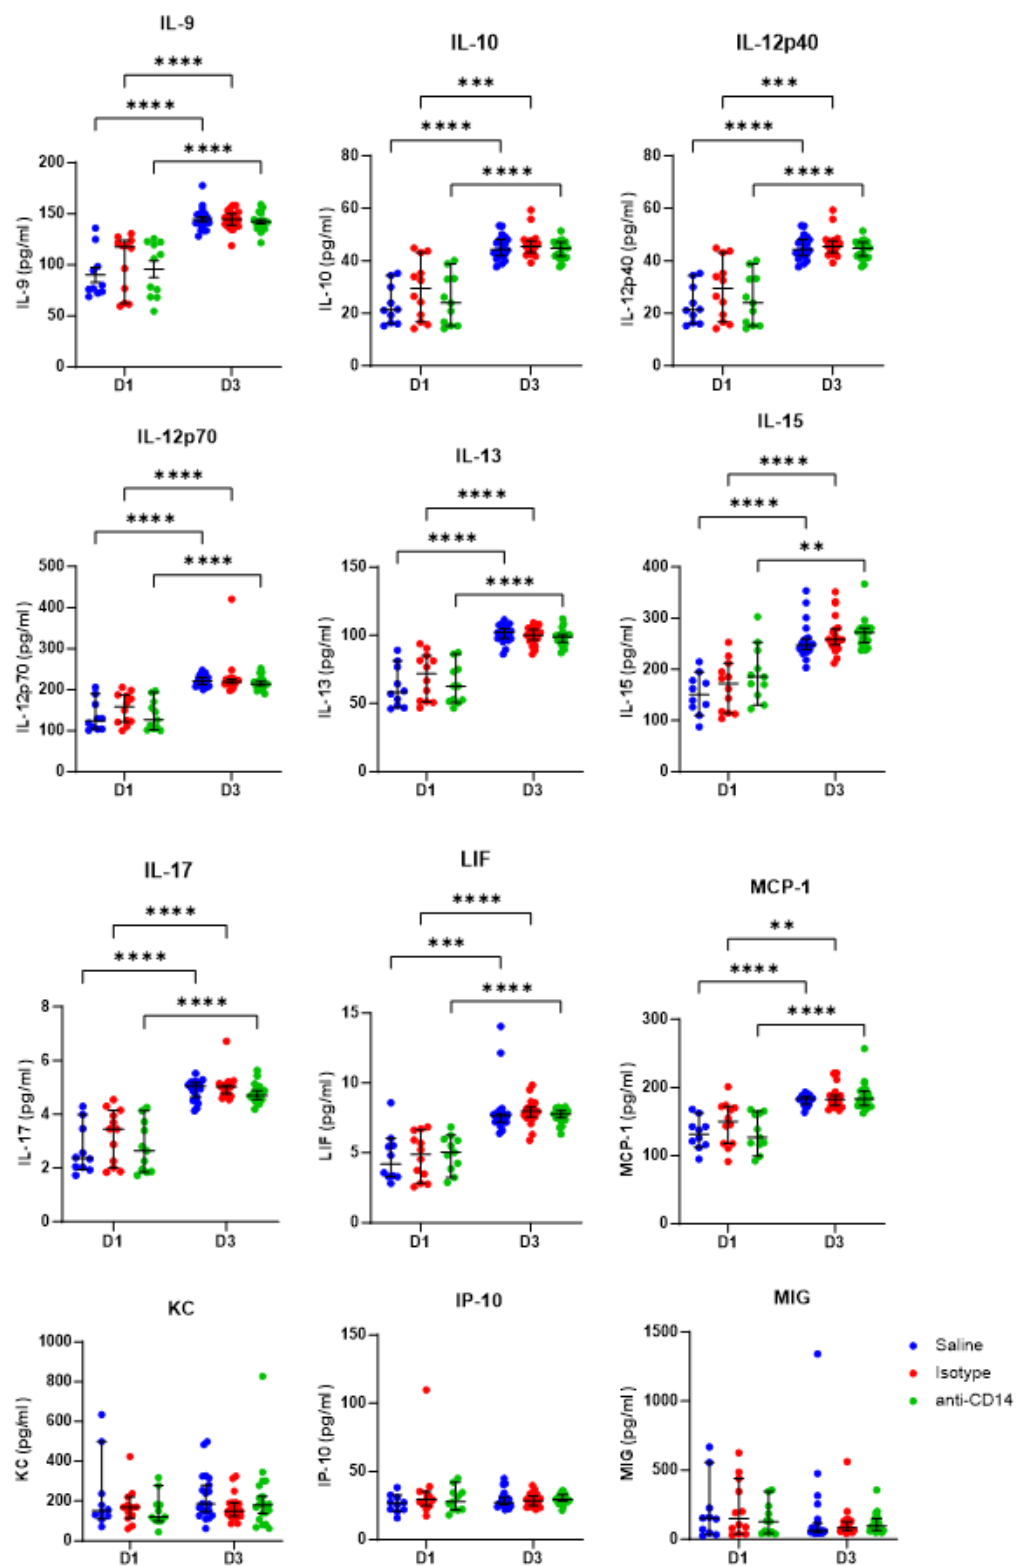 IL-9
****
****
****
200
150
100
50
0
IL-9 (pg/ml)
D1
D3
IL-10
***
****
****
80
60
40
20
0
IL-10 (pg/ml)
D1
D3
IL-12p40
***
****
****
80
60
40
20
0
IL-12p40 (pg/ml)
D1
D3
IL-12p70
****
****
****
500
400
300
200
100
0
IL-12p70 (pg/ml)
D1
D3
IL-13
****
****
****
150
100
50
0
IL-13 (pg/ml)
D1
D3
IL-15
****
****
**
400
300
200
100
0
IL-15 (pg/ml)
D1
D3
IL-17
****
****
****
8
6
4
2
0
IL-17 (pg/ml)
D1
D3
LIF
****
***
****
15
10
5
0
LIF (pg/ml)
D1
D3
MCP-1
**
****
****
300
200
100
0
MCP-1 (pg/ml)
D1
D3
KC
1000
800
600
400
200
0
KC (pg/ml)
D1
D3
IP-10
150
100
50
0
IP-10 (pg/ml)
D1
D3
MIG
1500
1000
500
0
MIG (pg/ml)
D1
D3
Saline
Isotype
anti-CD14